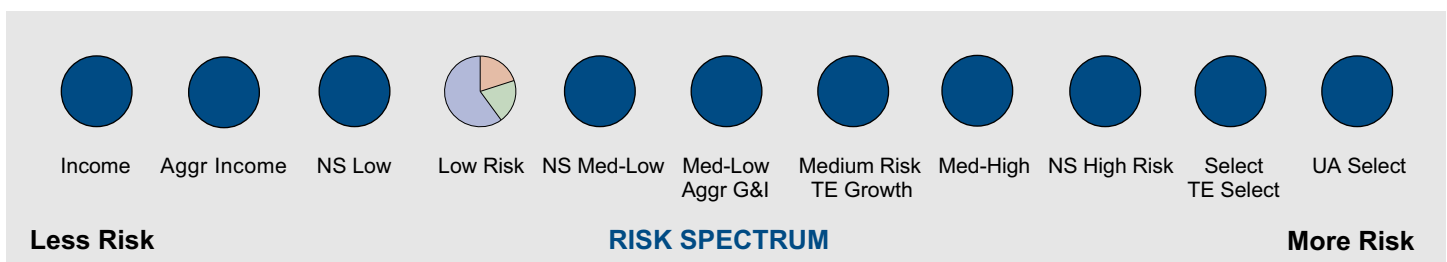 Income Aggr Income NS Low Low Risk NS Med-Low Med-Low Medium Risk Med-High NS High Risk Select UA Select
Aggr G&I TE Growth TE Select
Less Risk RISK SPECTRUM More Risk